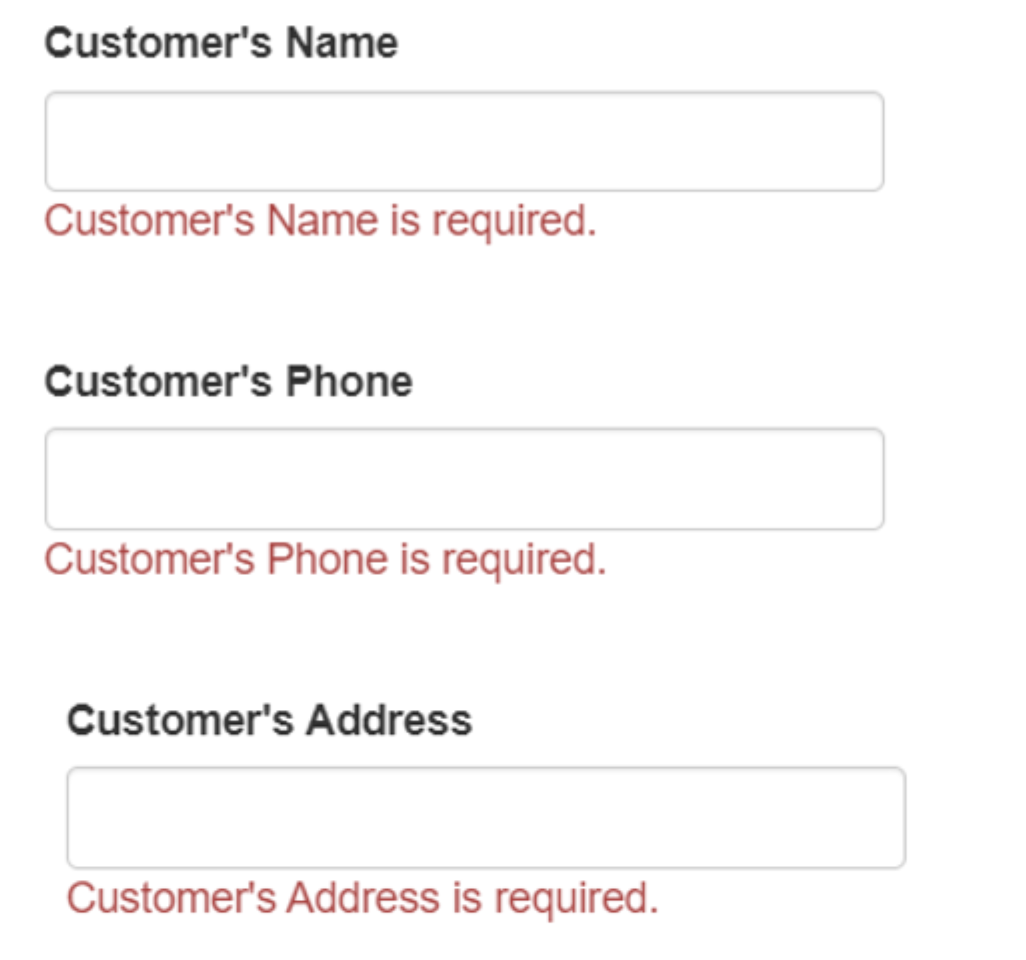 Customer's Name
Customer's Name is required.
Customer's Phone
Customer's Phone is required.
Customer's Address
Customer's Address is required.